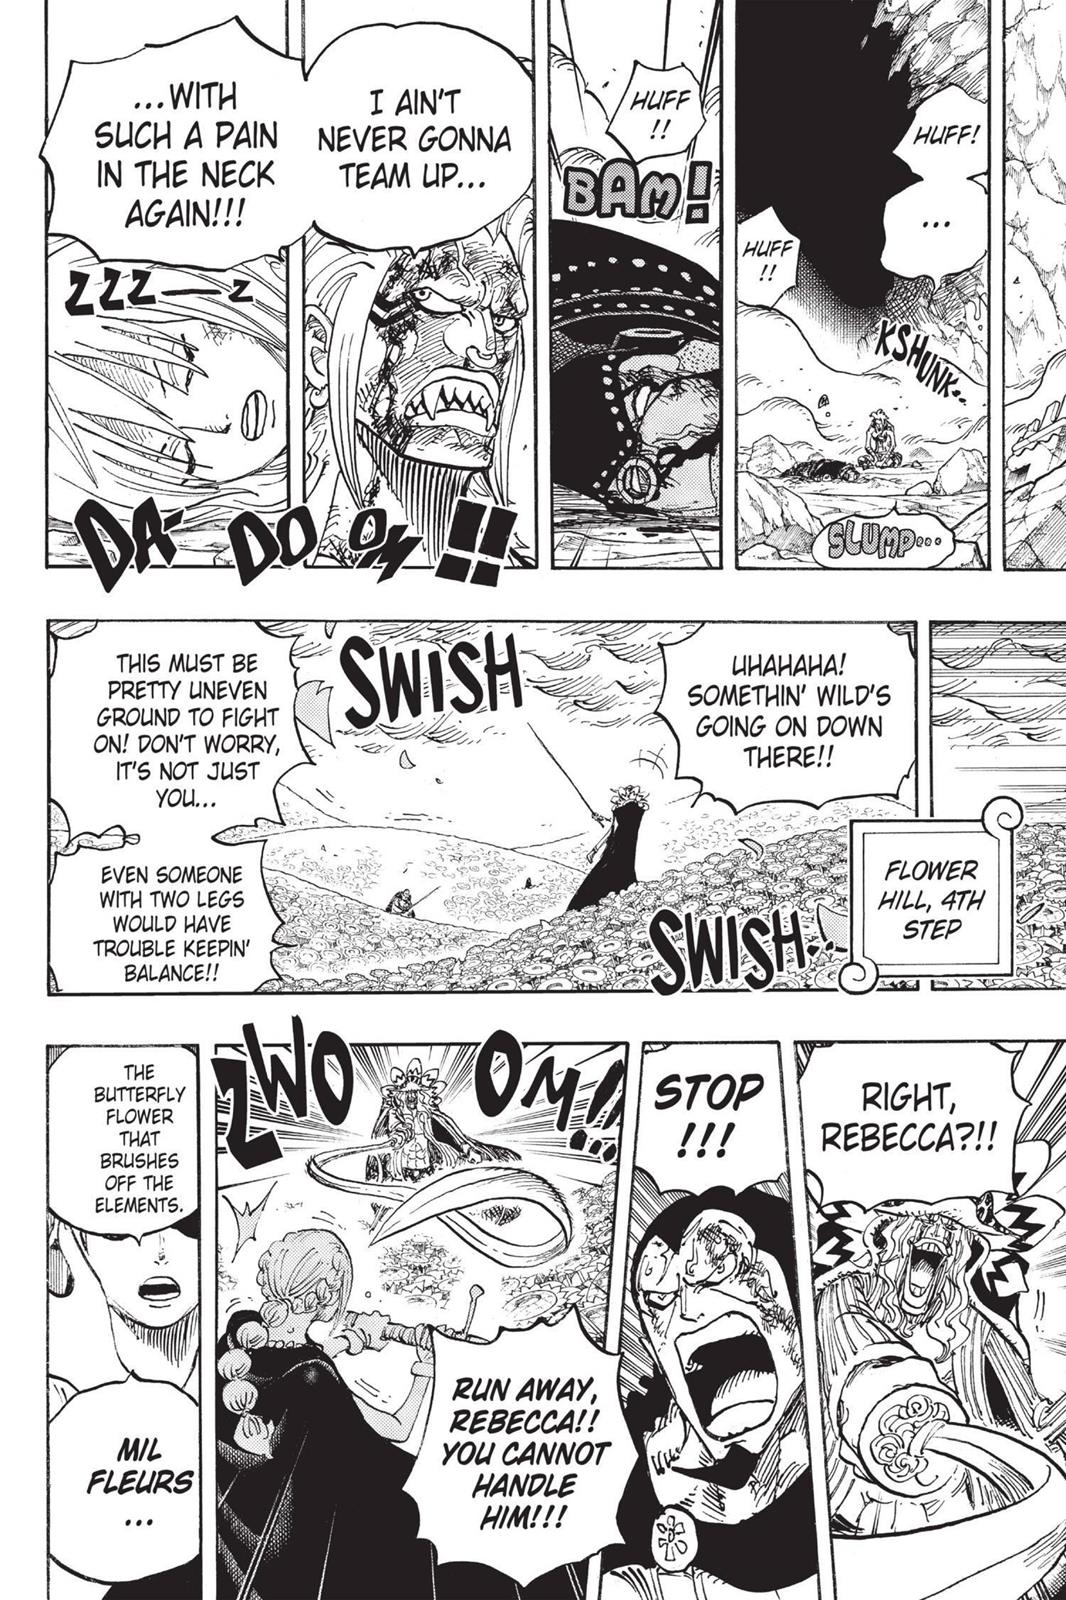 HUFF!
...
HUFF
!!
KSHUNK..
SLUMP...
HUFF
!!
BAM!
I AIN'T
NEVER GONNA
TEAM UP...
...WITH
SUCH A PAIN
IN THE NECK
AGAIN!!!
ZZZ—Z
DA-DOOOM!!
FLOWER
HILL, 4TH
STEP
UHAHAHA!
SOMETHIN' WILD'S
GOING ON DOWN
THERE!!
SWISH
SWISH..
THIS MUST BE
PRETTY UNEVEN
GROUND TO FIGHT
ON! DON'T WORRY,
IT'S NOT JUST
YOU...
EVEN SOMEONE
WITH TWO LEGS
WOULD HAVE
TROUBLE KEEPIN'
BALANCE!!
RIGHT,
REBECCA?!!
STOP
!!!
RUN AWAY,
REBECCA!!
YOU CANNOT
HANDLE
HIM!!!
ZWOOOM!!!
THE
BUTTERFLY
FLOWER
THAT
BRUSHES
OFF THE
ELEMENTS.
MIL
FLEURS
...